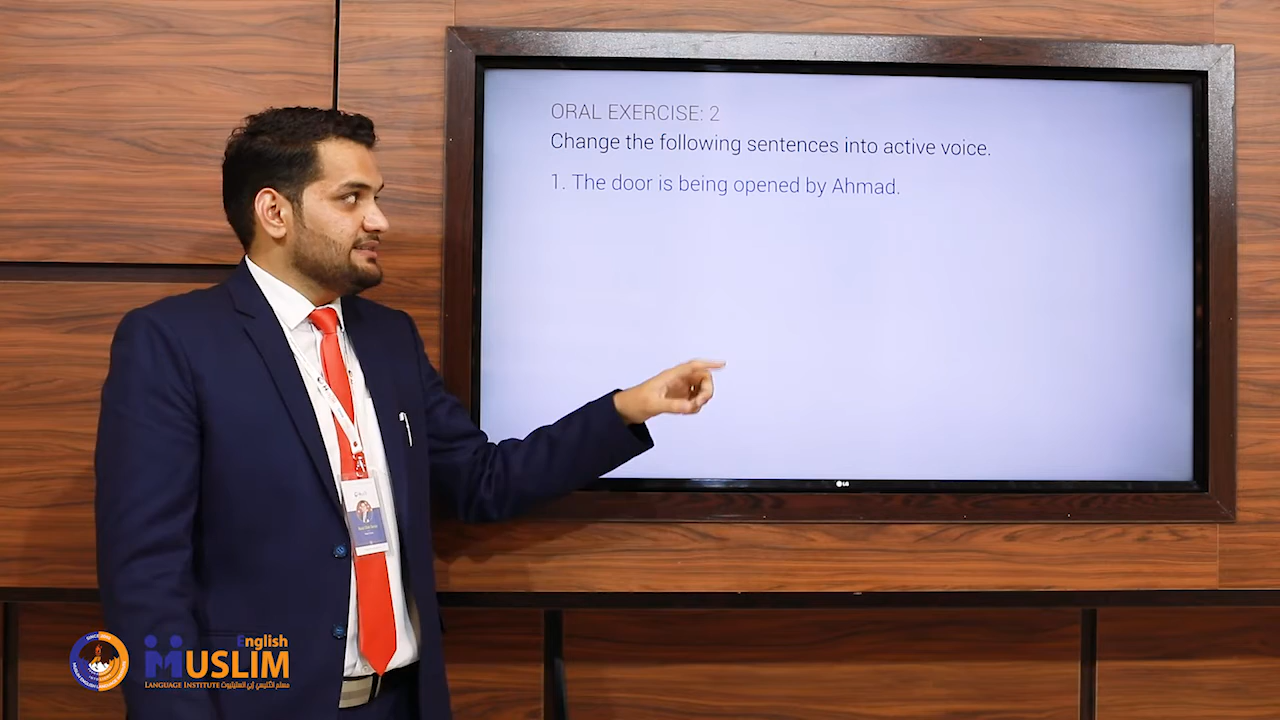 ORAL EXERCISE: 2
Change the following sentences into active voice.
1. The door is being opened by Ahmad.
LG
English
MUSLIM
LANGUAGE INSTITUTE